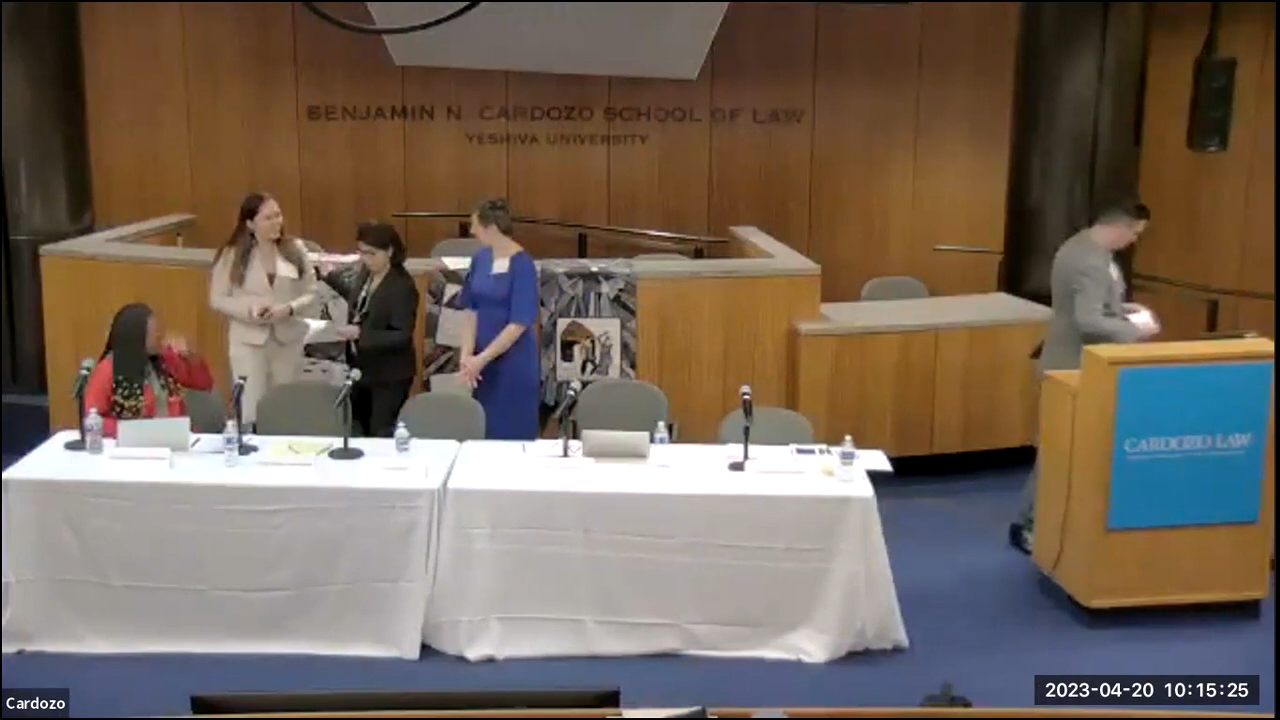 BENJAMIN N. CARDOZO SCHOOL OF LAW
YESHIVA UNIVERSITY
CARDOZO LAW
Cardozo
2023-04-20 10:15:25